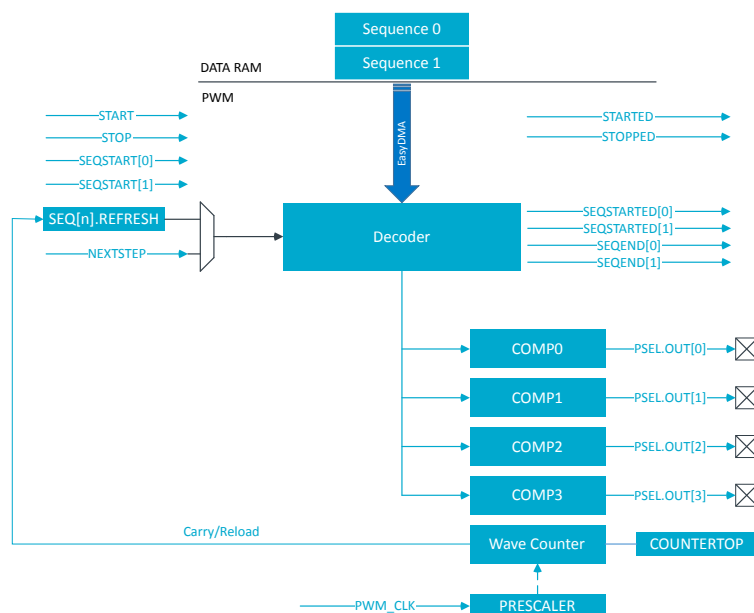 Sequence 0
Sequence 1
DATA RAM
PWM
START
STOP
SEQSTART[0]
SEQSTART[1]
EasyDMA
STARTED
STOPPED
SEQ[n].REFRESH
NEXTSTEP
Decoder
SEQSTARTED[0]
SEQSTARTED[1]
SEQEND[0]
SEQEND[1]
COMP0
PSEL.OUT[0]
COMP1
PSEL.OUT[1]
COMP2
PSEL.OUT[2]
COMP3
PSEL.OUT[3]
Carry/Reload
Wave Counter
COUNTERTOP
PWM_CLK
PRESCALER